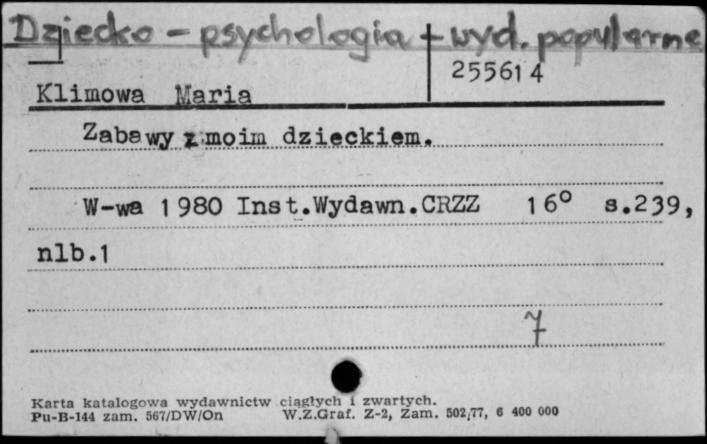 Dziecko - psychologia - wyd. popularne
255614
Klimowa Maria
Zabawy z moim dzieckiem.
W-wa 1980 Inst.Wydawn.CRZZ 16° s.239,
nlb.1
7
Karta katalogowa wydawnictw ciągłych i zwartych.
Pu-B-144 zam. 567/DW/On W.Z.Graf. Z-2, Zam. 502/77, 6 400 000